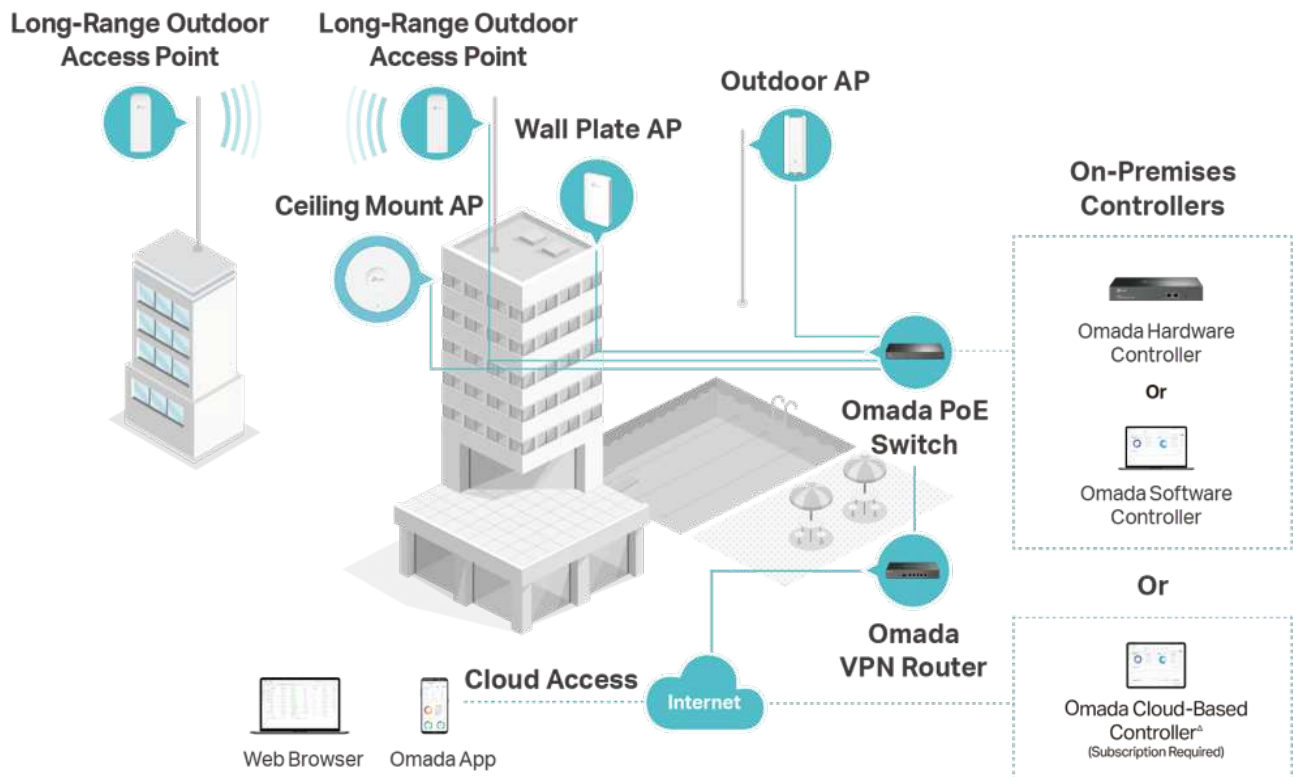 Long-Range Outdoor
Access Point
Long-Range Outdoor
Access Point
Outdoor AP
Wall Plate AP
Ceiling Mount AP
On-Premises
Controllers
Omada Hardware
Controller
Or
Omada Software
Controller
Omada PoE
Switch
Or
Omada
VPN Router
Cloud Access
Internet
Omada Cloud-Based
Controller△
(Subscription Required)
Web Browser
Omada App